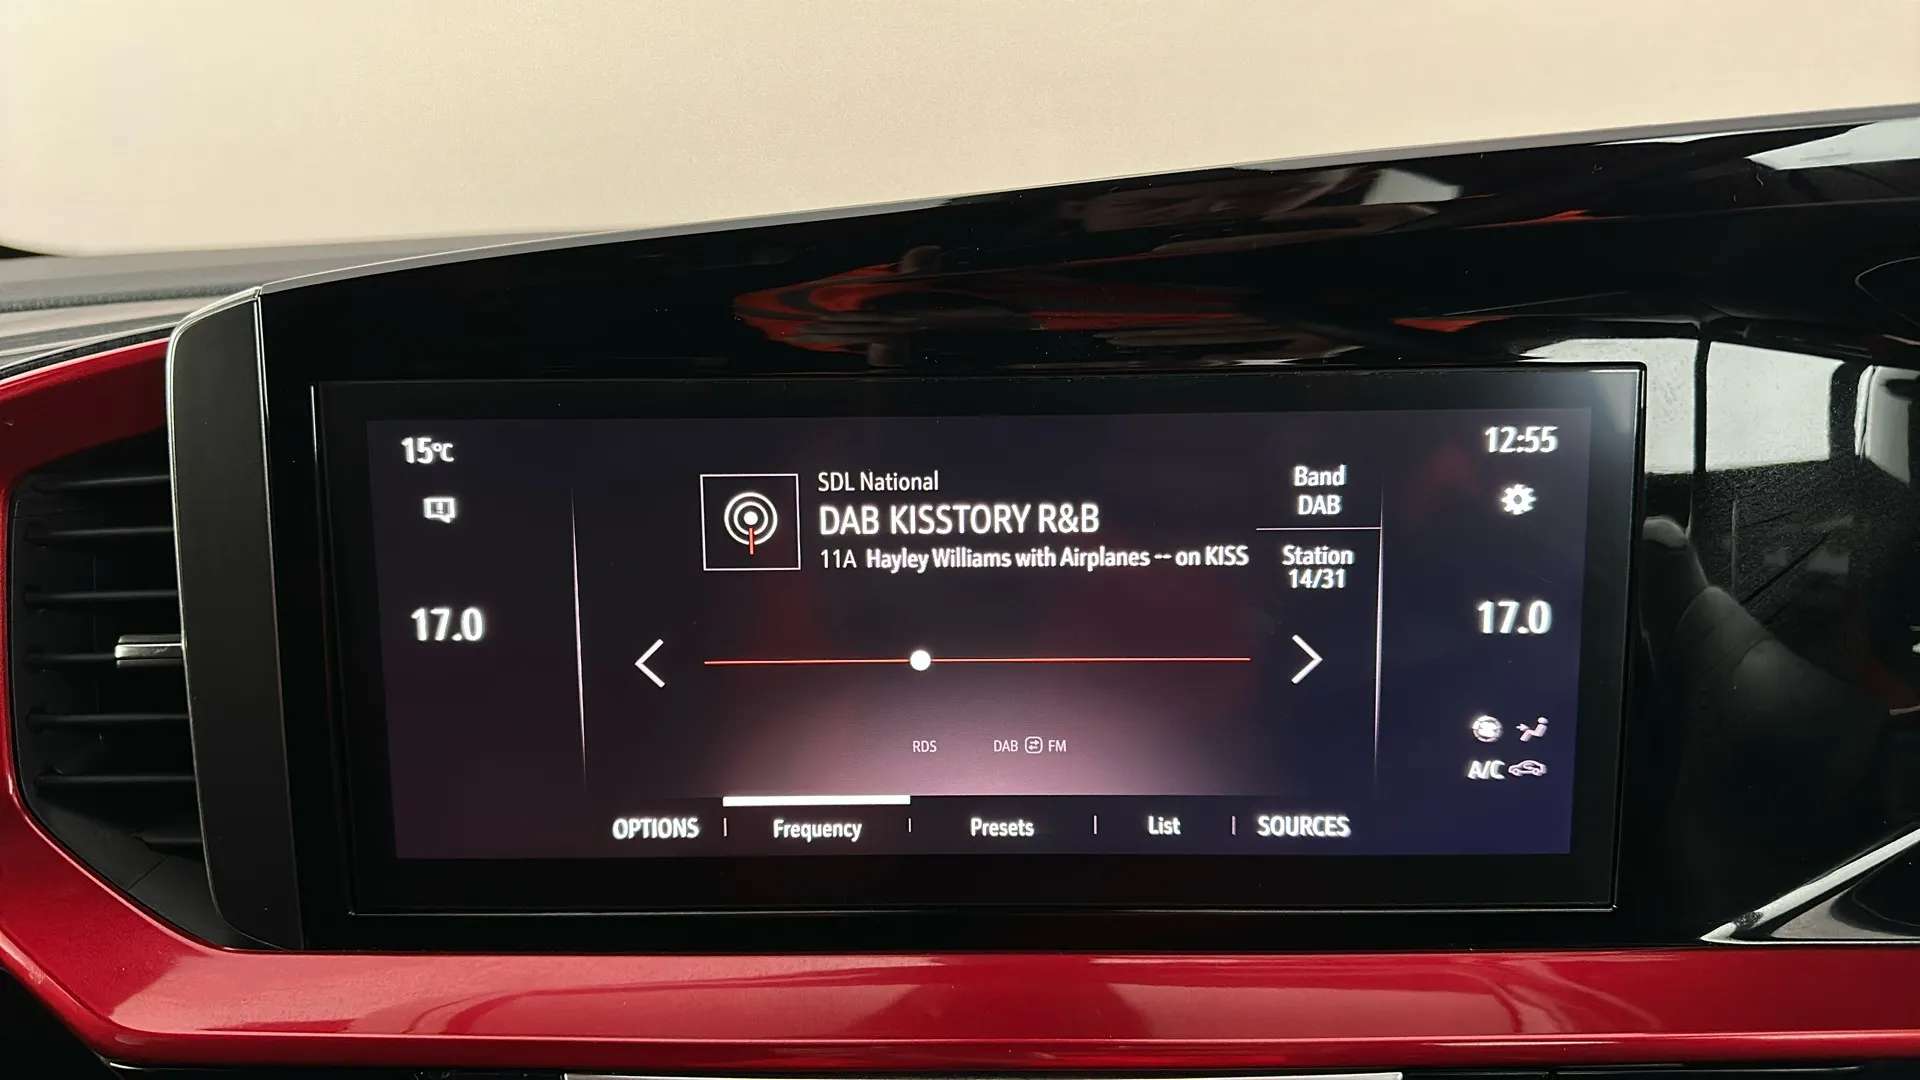 15°C
12:55
SDL National
DAB KISSTORY R&B
11A Hayley Williams with Airplanes -- on KISS
Band
DAB
Station
14/31
17.0
17.0
RDS
DAB FM
A/C
OPTIONS | Frequency | Presets | List | SOURCES